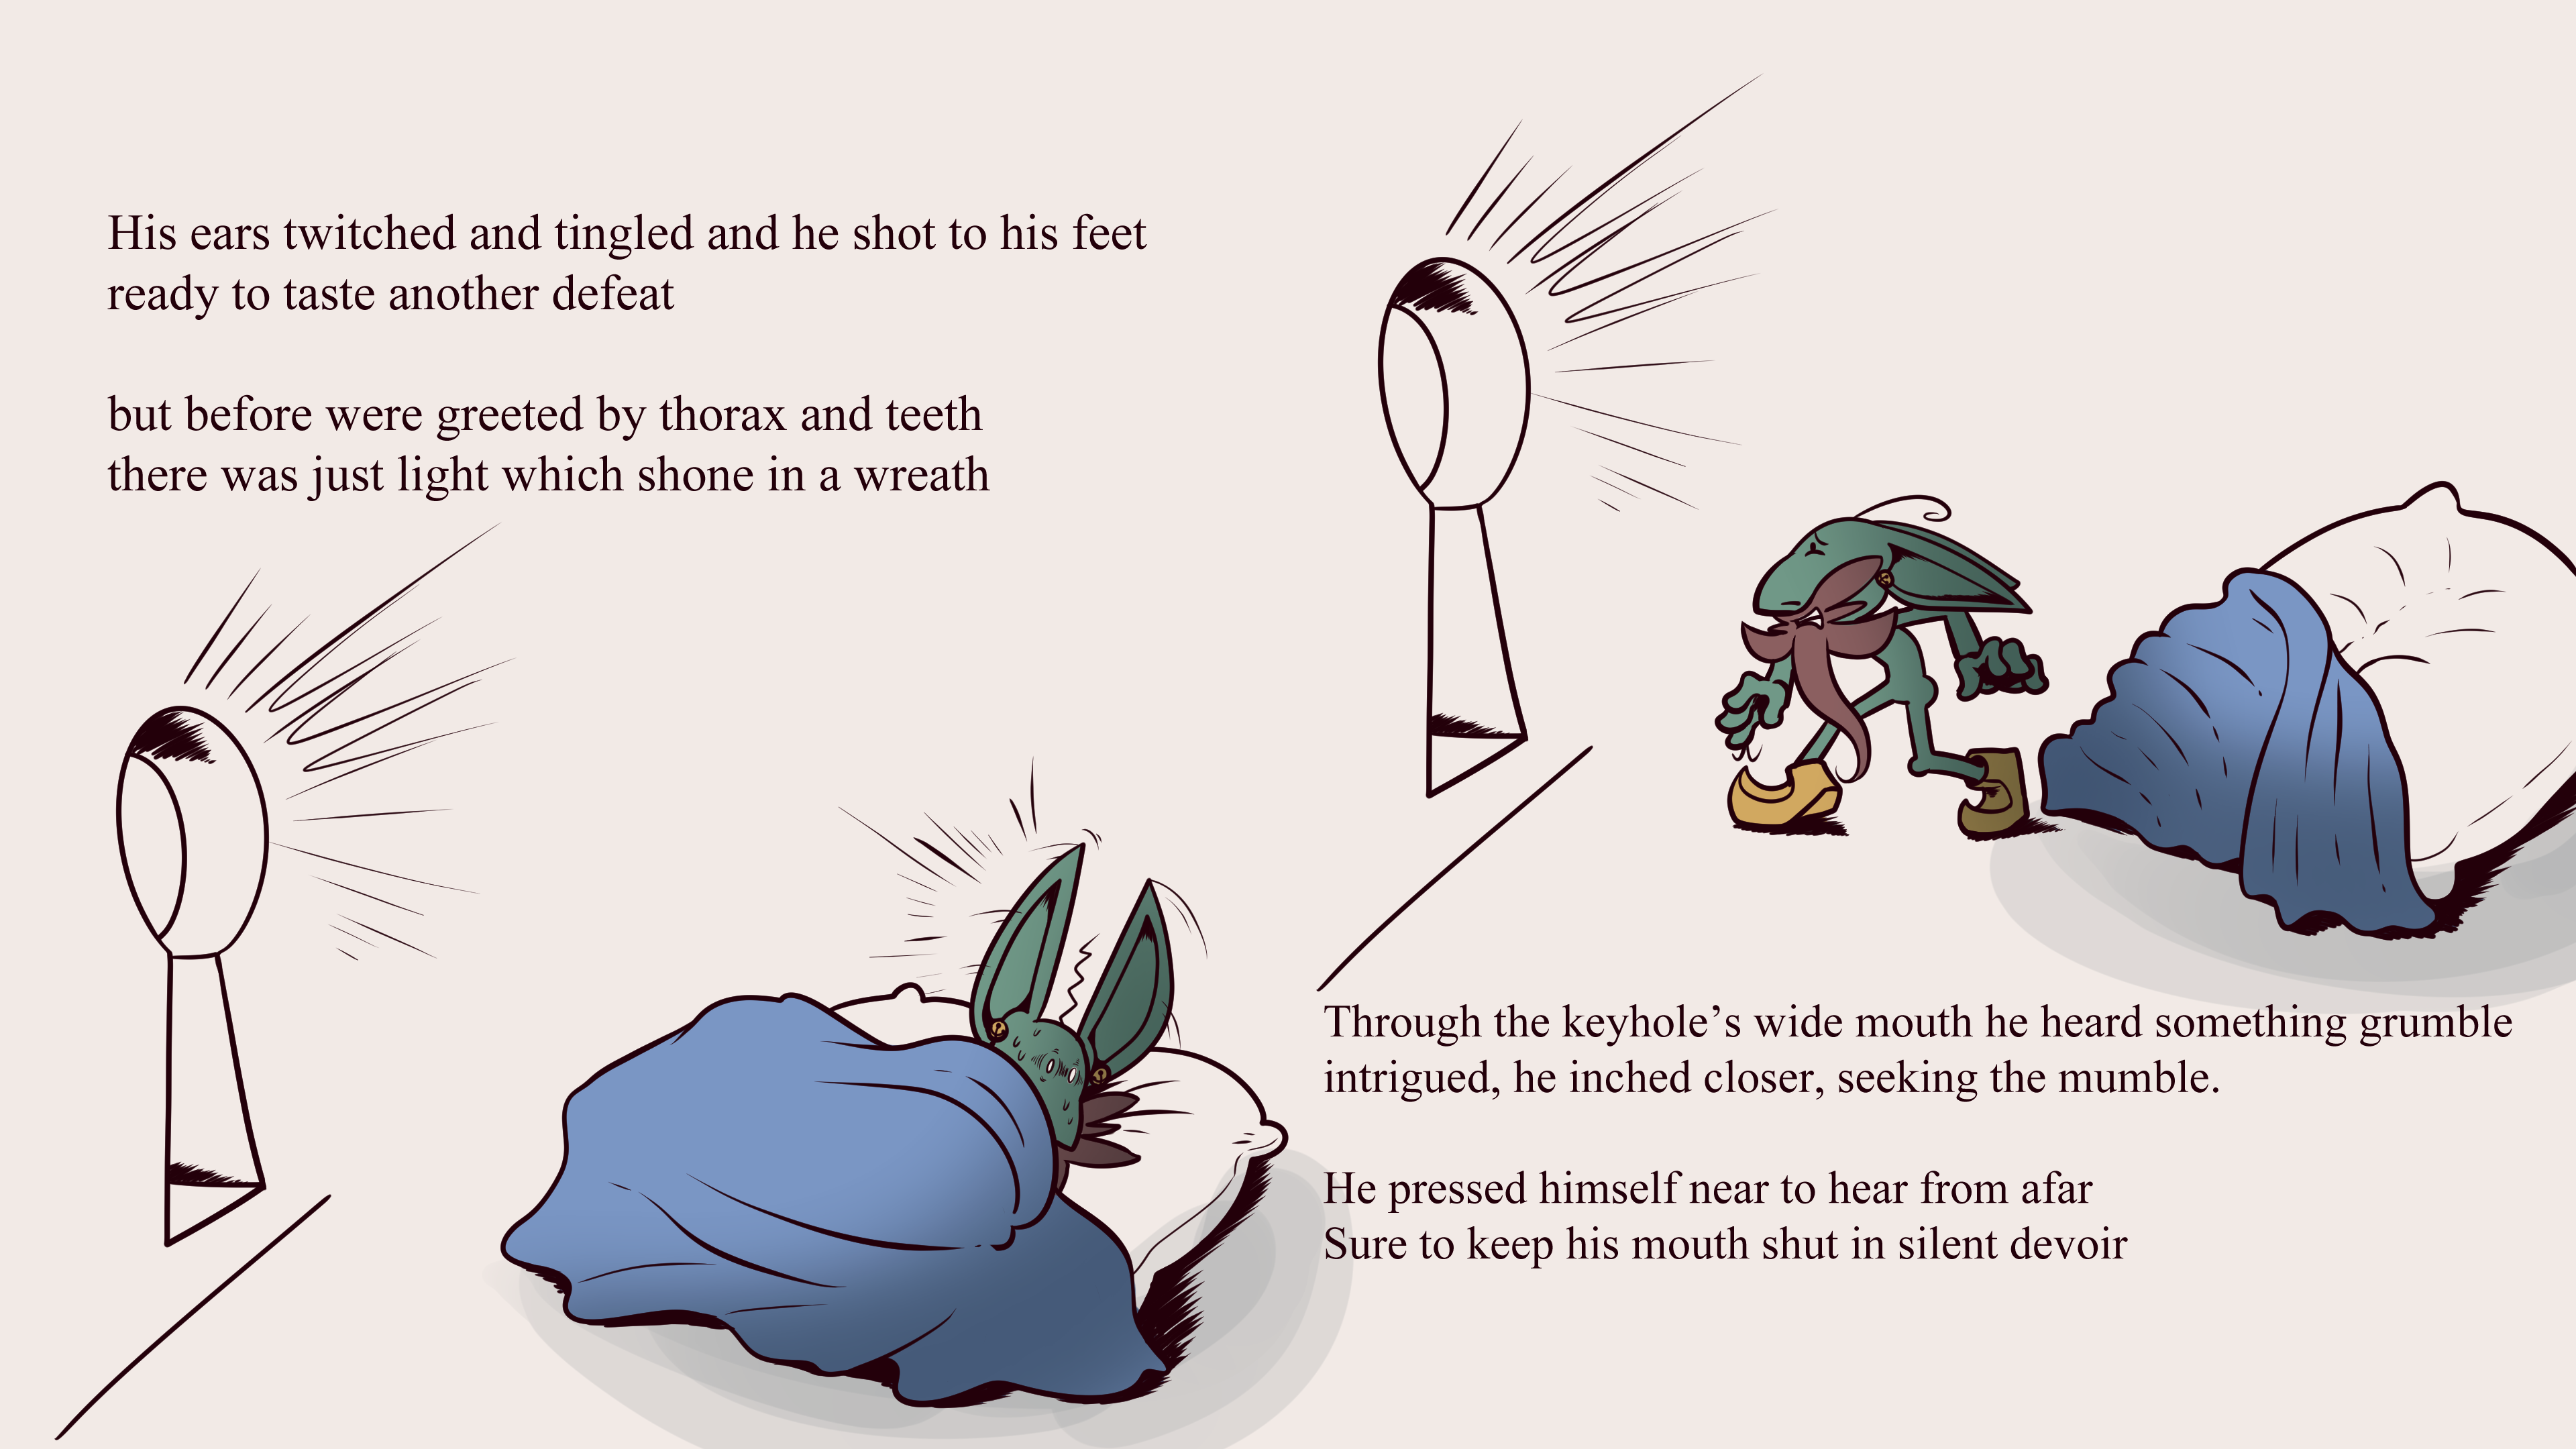 His ears twitched and tingled and he shot to his feet
ready to taste another defeat
but before were greeted by thorax and teeth
there was just light which shone in a wreath
Through the keyhole’s wide mouth he heard something grumble
intrigued, he inched closer, seeking the mumble.
He pressed himself near to hear from afar
Sure to keep his mouth shut in silent devoir